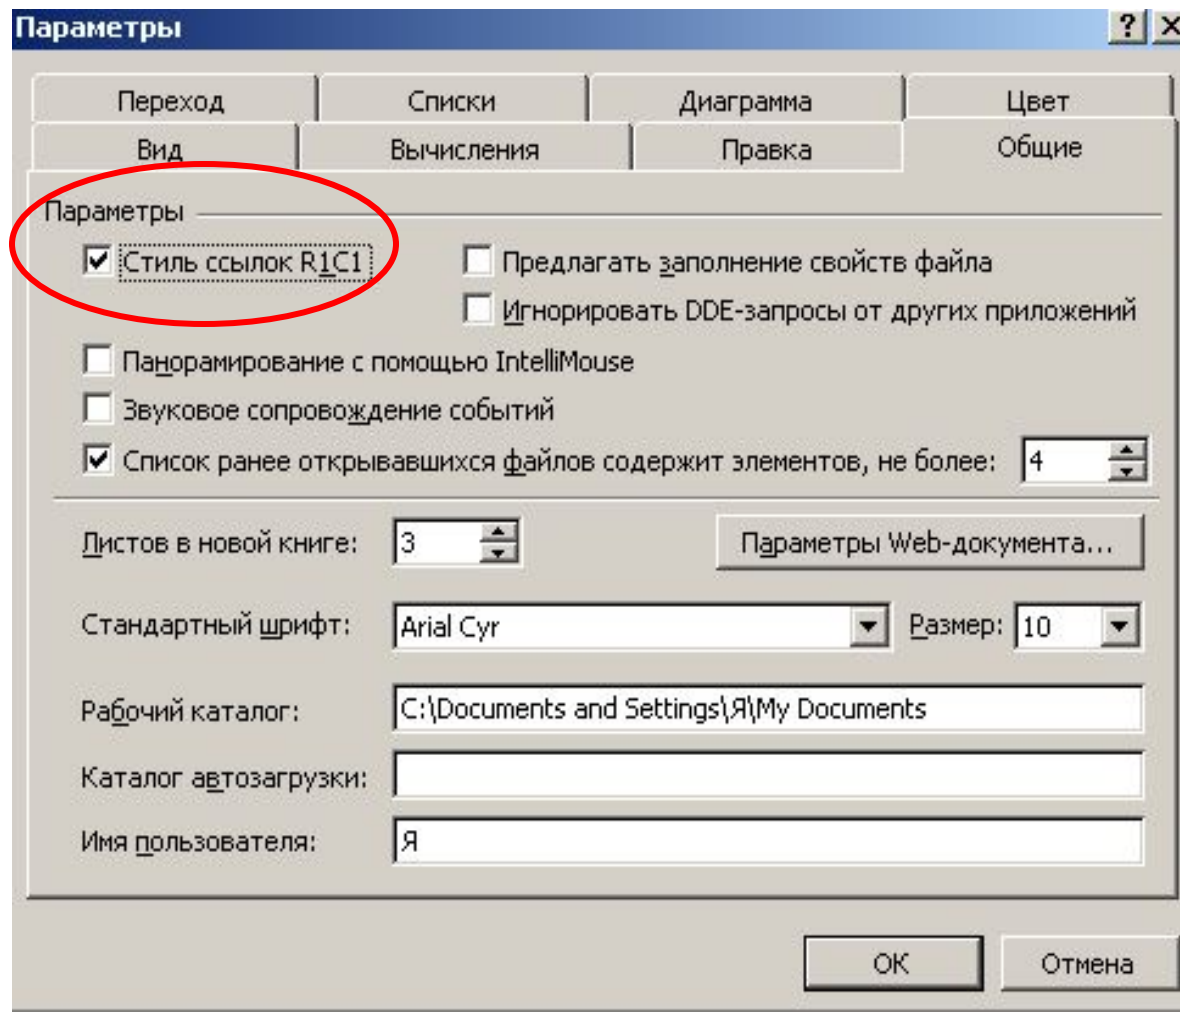 Параметры
Переход Списки Диаграмма Цвет
Вид Вычисления Правка Общие
Параметры
Стиль ссылок R1C1 Предлагать заполнение свойств файла
Игнорировать DDE-запросы от других приложений
Панорамирование с помощью IntelliMouse
Звуковое сопровождение событий
Список ранее открывавшихся файлов содержит элементов, не более: 4
Листов в новой книге: 3 Параметры Web-документа...
Стандартный шрифт: Arial Cyr Размер: 10
Рабочий каталог: C:\Documents and Settings\Я\My Documents
Каталог автозагрузки:
Имя пользователя: Я
ОК Отмена